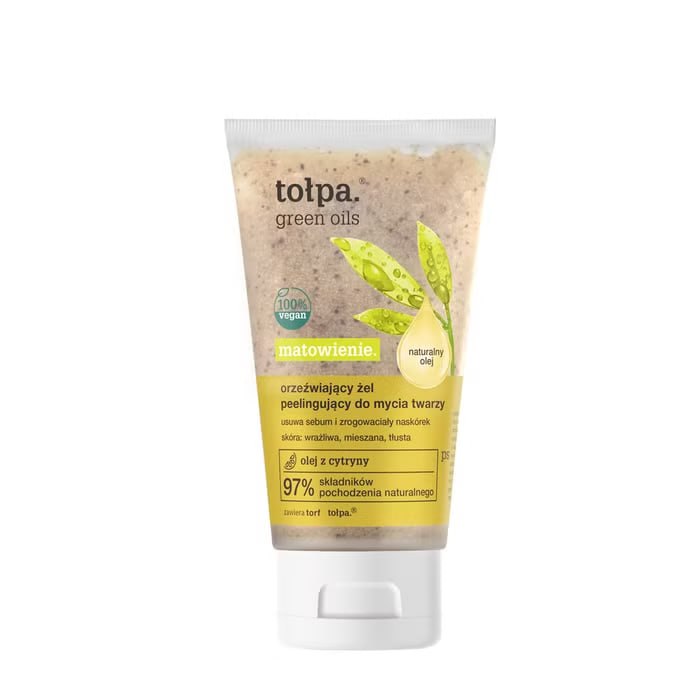 tołpa.®
green oils
100%
vegan
matowienie.
naturalny
olej
orzeźwiający żel
peelingujący do mycia twarzy
usuwa sebum i zrogowaciały naskórek
skóra: wrażliwa, mieszana, tłusta
olej z cytryny
97% składników
pochodzenia naturalnego
zawiera torf tołpa.®